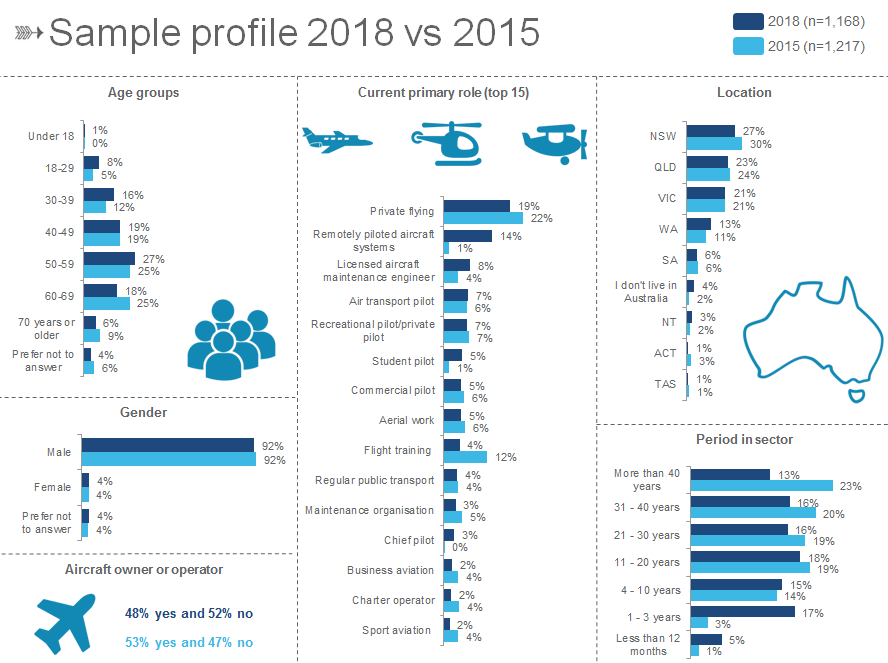 Sample profile 2018 vs 2015
2018 (n=1,168)
2015 (n=1,217)
Age groups
Under 18
1%
0%
18-29
8%
5%
30-39
16%
12%
40-49
19%
19%
50-59
27%
25%
60-69
18%
25%
70 years or
older
6%
9%
Prefer not to
answer
4%
6%
Gender
Male
92%
92%
Female
4%
4%
Prefer not
to answer
4%
4%
Aircraft owner or operator
48% yes and 52% no
53% yes and 47% no
Current primary role (top 15)
Private flying
19%
22%
Remotely piloted aircraft
systems
14%
1%
Licensed aircraft
maintenance engineer
8%
4%
Air transport pilot
7%
6%
Recreational pilot/private
pilot
7%
7%
Student pilot
5%
1%
Commercial pilot
5%
6%
Aerial work
5%
6%
Flight training
4%
12%
Regular public transport
4%
4%
Maintenance organisation
3%
5%
Chief pilot
3%
0%
Business aviation
2%
4%
Charter operator
2%
4%
Sport aviation
2%
4%
Location
NSW
27%
30%
QLD
23%
24%
VIC
21%
21%
WA
13%
11%
SA
6%
6%
I don't live in
Australia
4%
2%
NT
3%
2%
ACT
1%
3%
TAS
1%
1%
Period in sector
More than 40
years
13%
23%
31 - 40 years
16%
20%
21 - 30 years
16%
19%
11 - 20 years
18%
19%
4 - 10 years
15%
14%
1 - 3 years
17%
3%
Less than 12
months
5%
1%